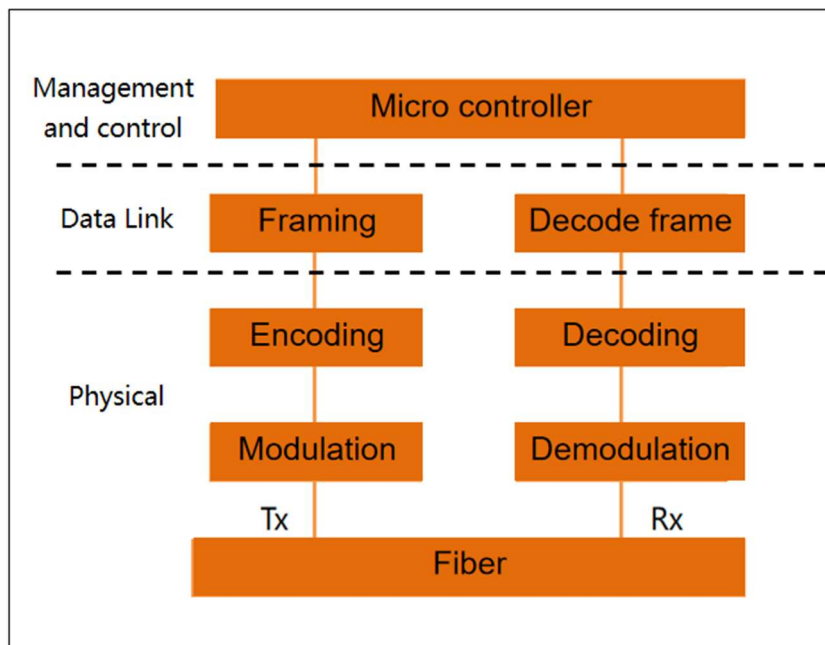 Management
and control
Micro controller
Data Link
Framing
Decode frame
Physical
Encoding
Decoding
Modulation
Demodulation
Tx
Rx
Fiber